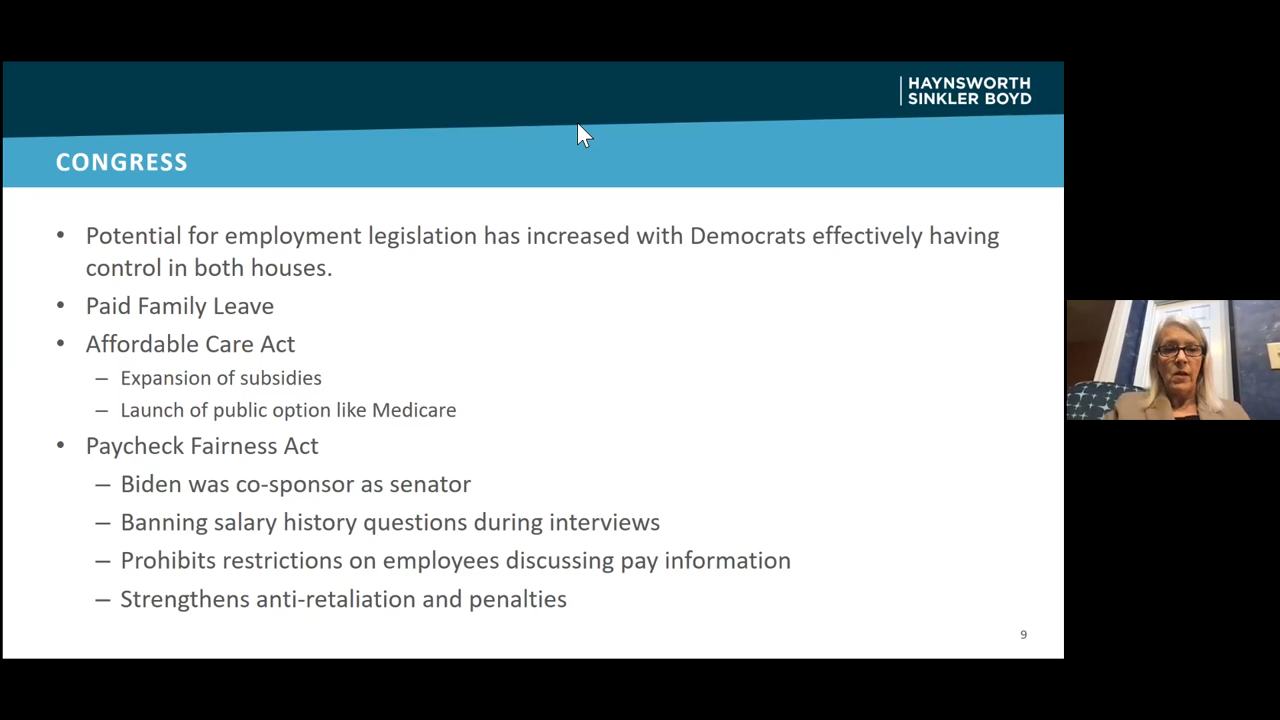 HAYNSWORTH
SINKLER BOYD
CONGRESS
• Potential for employment legislation has increased with Democrats effectively having
control in both houses.
• Paid Family Leave
• Affordable Care Act
– Expansion of subsidies
– Launch of public option like Medicare
• Paycheck Fairness Act
– Biden was co-sponsor as senator
– Banning salary history questions during interviews
– Prohibits restrictions on employees discussing pay information
– Strengthens anti-retaliation and penalties
9